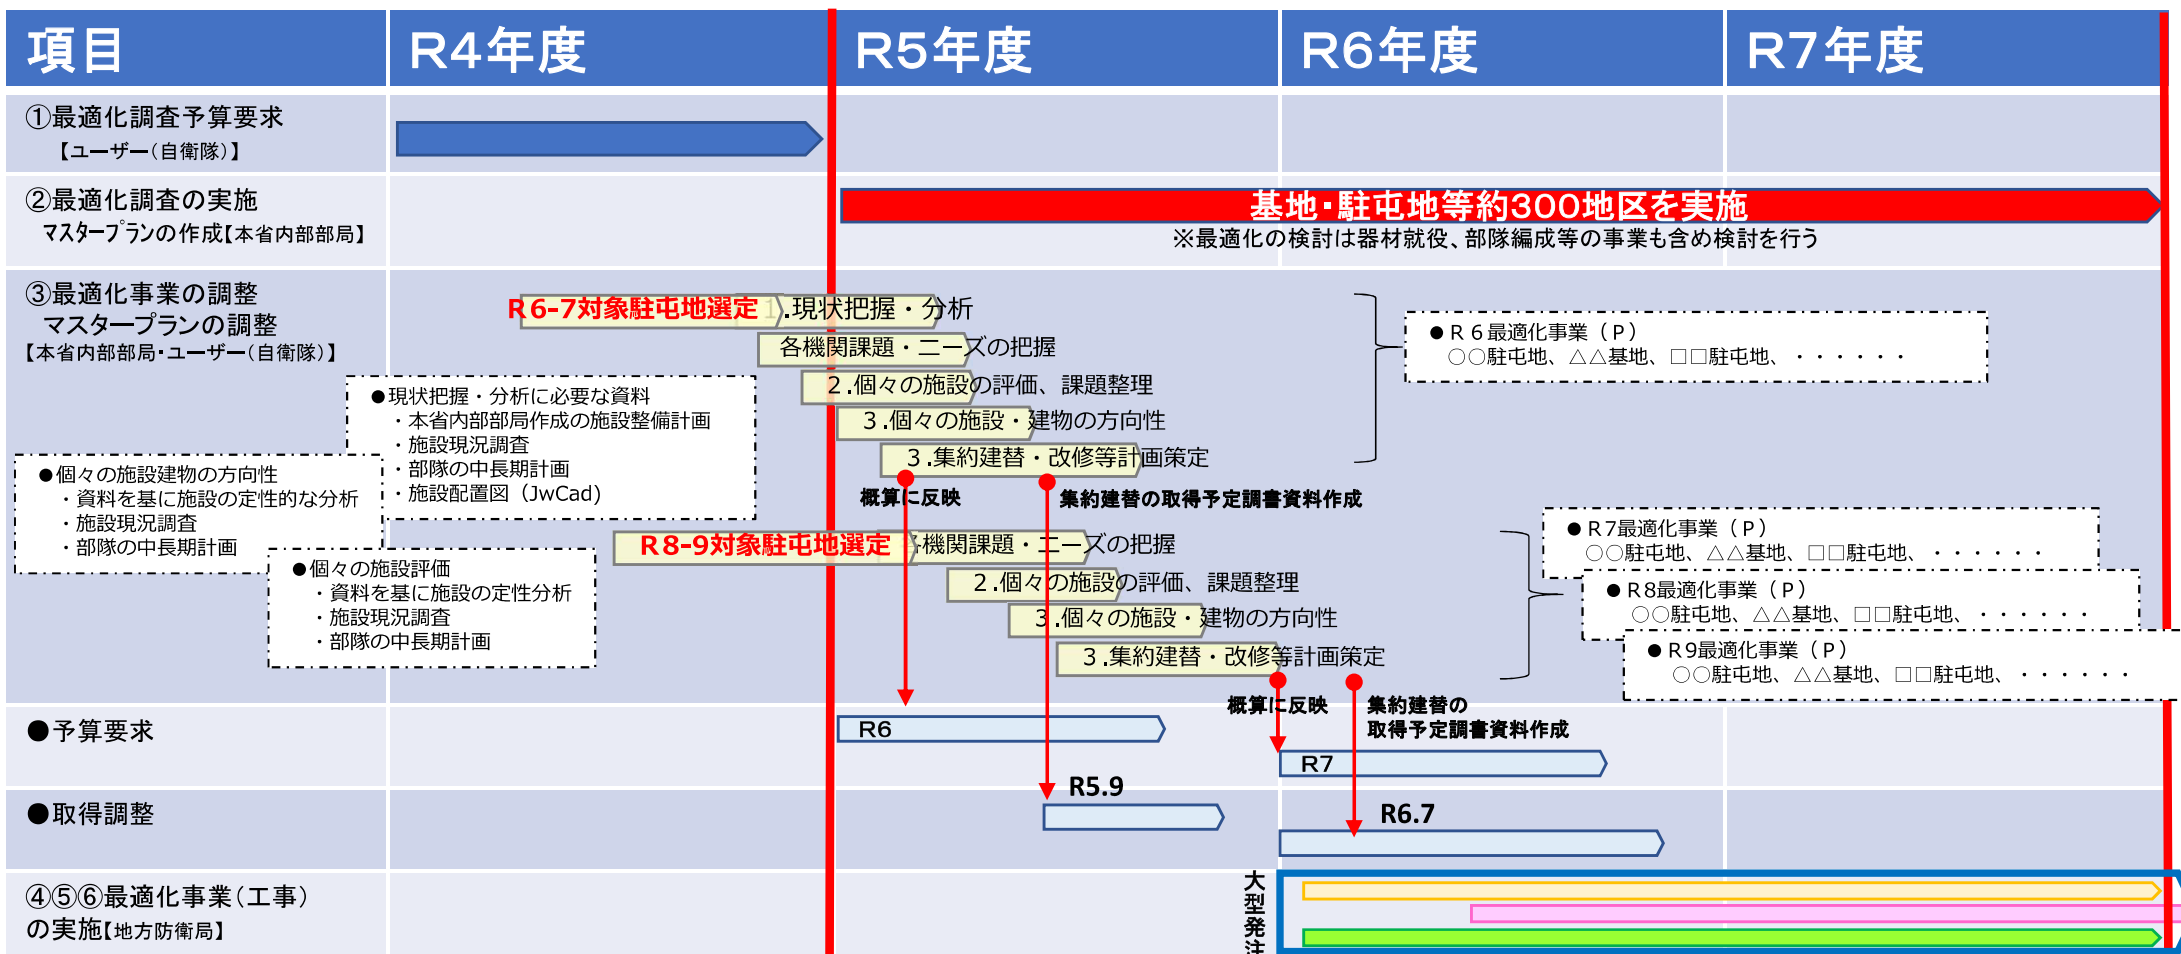 項目
R4年度
R5年度
R6年度
R7年度
①最適化調査予算要求
【ユーザー（自衛隊）】
②最適化調査の実施
マスタープランの作成【本省内部部局】
基地・駐屯地等約300地区を実施
※最適化の検討は器材就役、部隊編成等の事業も含め検討を行う
③最適化事業の調整
マスタープランの調整
【本省内部部局・ユーザー（自衛隊）】
R6-7対象駐屯地選定
1.現状把握・分析
各機関課題・ニーズの把握
2.個々の施設の評価、課題整理
3.個々の施設・建物の方向性
3.集約建替・改修等計画策定
● R６最適化事業（P）
○○駐屯地、△△基地、□□駐屯地、・・・・・・
●現状把握・分析に必要な資料
・本省内部部局作成の施設整備計画
・施設現況調査
・部隊の中長期計画
・施設配置図（JwCad)
●個々の施設建物の方向性
・資料を基に施設の定性的な分析
・施設現況調査
・部隊の中長期計画
●個々の施設評価
・資料を基に施設の定性分析
・施設現況調査
・部隊の中長期計画
概算に反映
集約建替の取得予定調書資料作成
R8-9対象駐屯地選定
各機関課題・ニーズの把握
2.個々の施設の評価、課題整理
3.個々の施設・建物の方向性
3.集約建替・改修等計画策定
● R7最適化事業（P）
○○駐屯地、△△基地、□□駐屯地、・・・・・・
● R8最適化事業（P）
○○駐屯地、△△基地、□□駐屯地、・・・・・・
● R9最適化事業（P）
○○駐屯地、△△基地、□□駐屯地、・・・・・・
概算に反映
集約建替の
取得予定調書資料作成
●予算要求
R6
R7
●取得調整
R5.9
R6.7
④⑤⑥最適化事業（工事）
の実施【地方防衛局】
大型発注